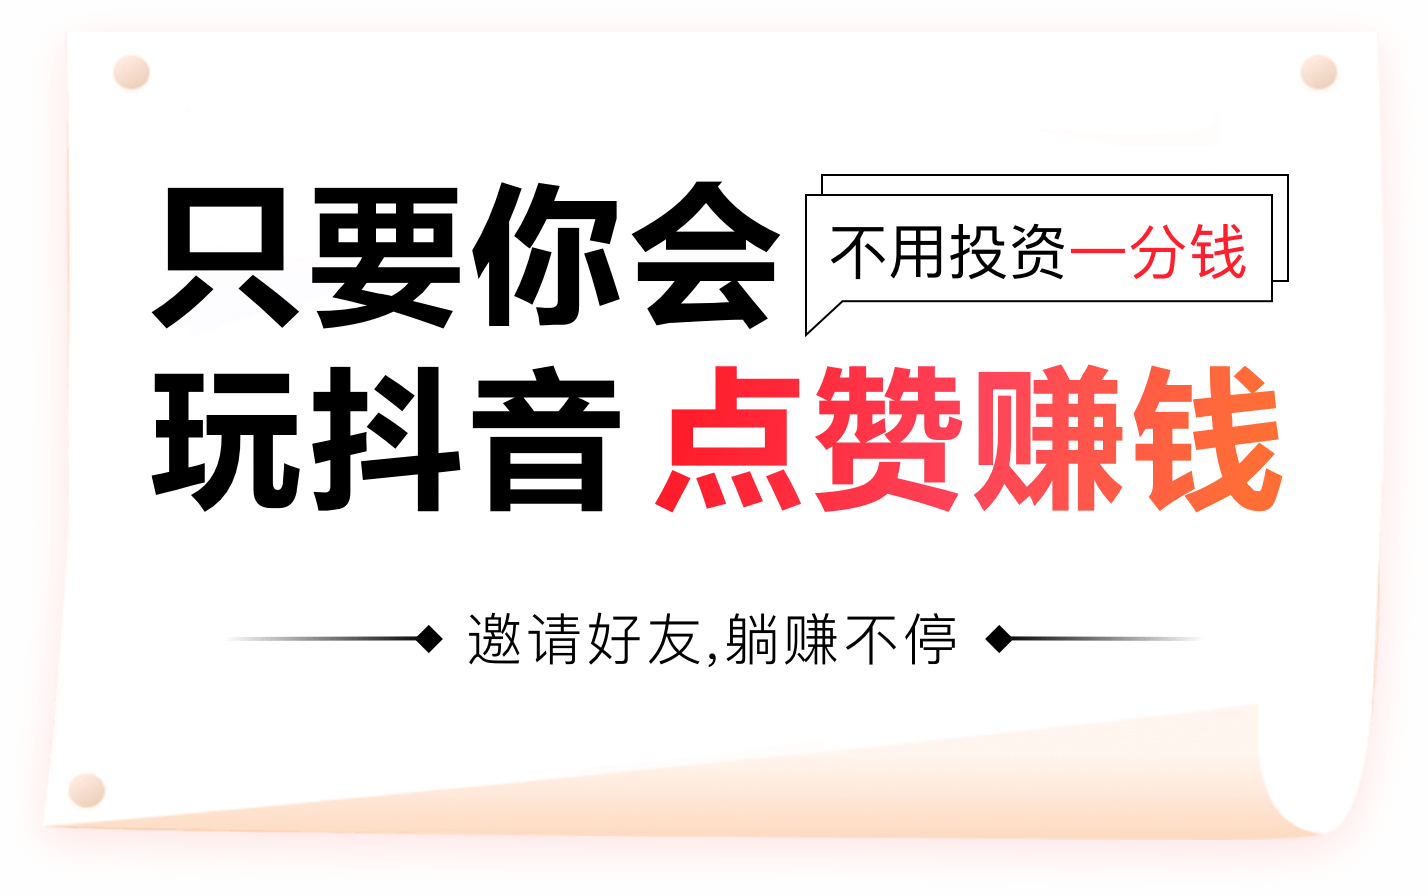 只要你会
不用投资一分钱
玩抖音 点赞赚钱
邀请好友,躺赚不停